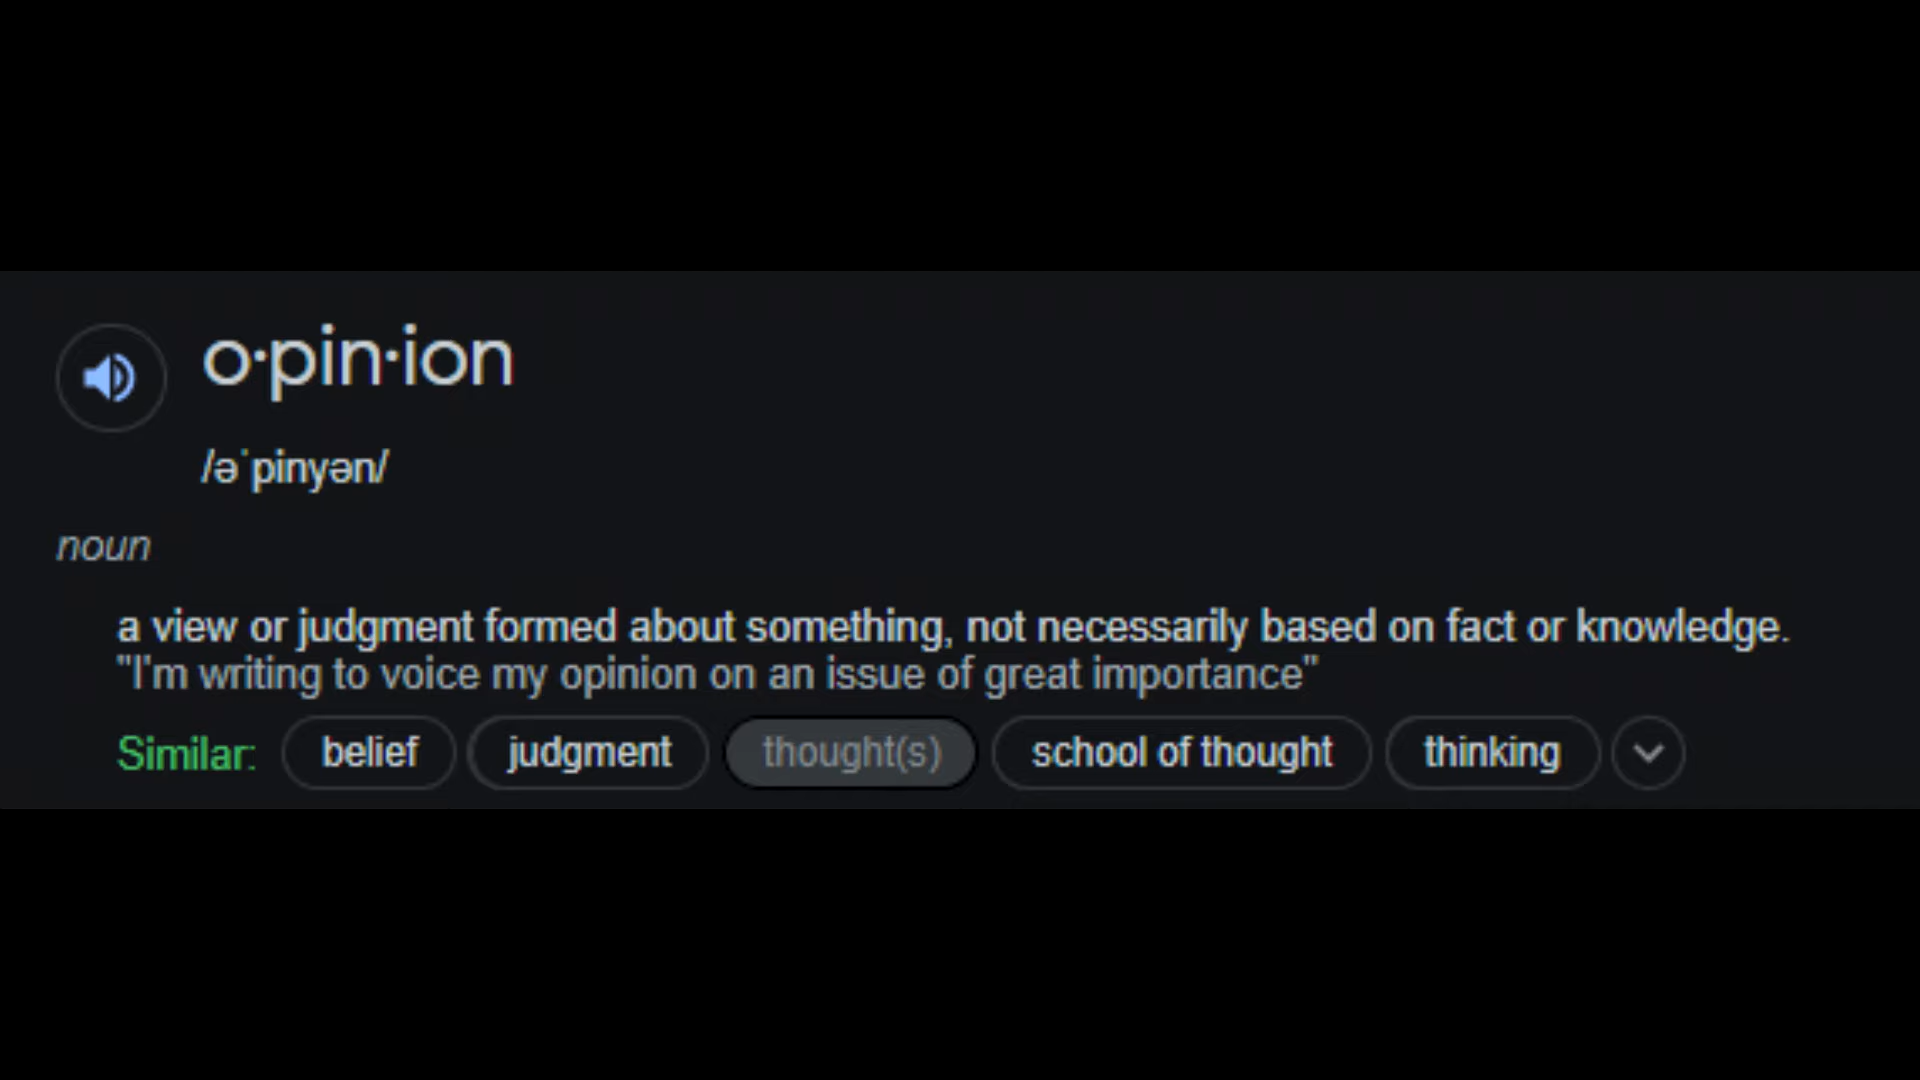 o·pin·ion
/əˈpinyən/
noun
a view or judgment formed about something, not necessarily based on fact or knowledge.
"I'm writing to voice my opinion on an issue of great importance"
Similar: belief judgment thought(s) school of thought thinking